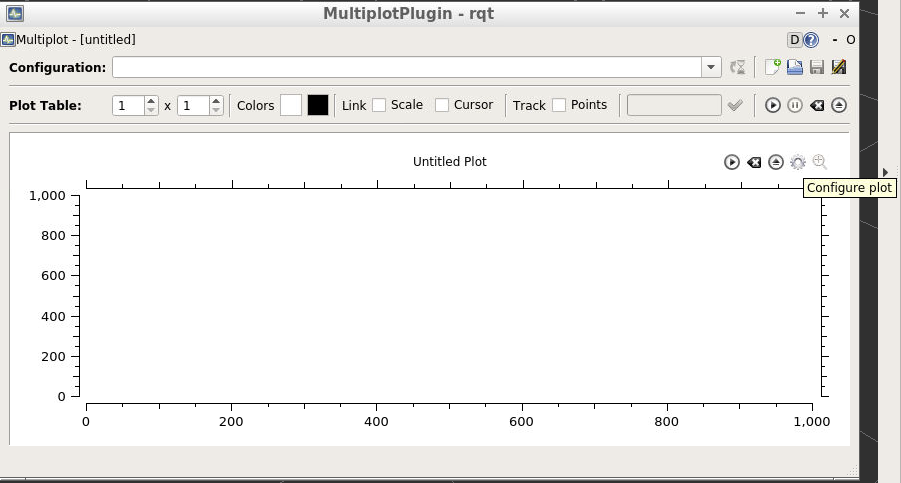 MultiplotPlugin - rqt
Multiplot - [untitled] D ? - O
Configuration:
Plot Table: 1 x 1 Colors Link Scale Cursor Track Points
Untitled Plot
Configure plot
1,000
800
600
400
200
0
0 200 400 600 800 1,000